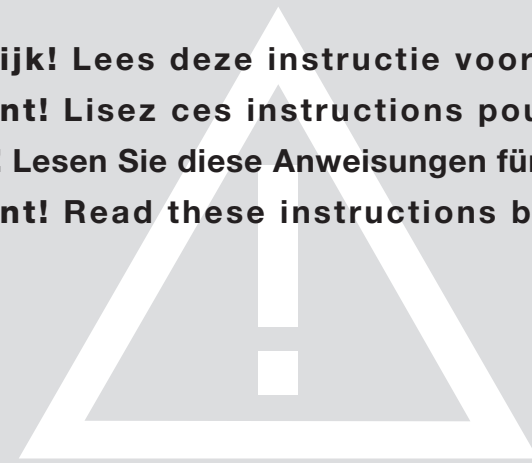 ijk! Lees deze instructie voor
nt! Lisez ces instructions pou
! Lesen Sie diese Anweisungen für
nt! Read these instructions b